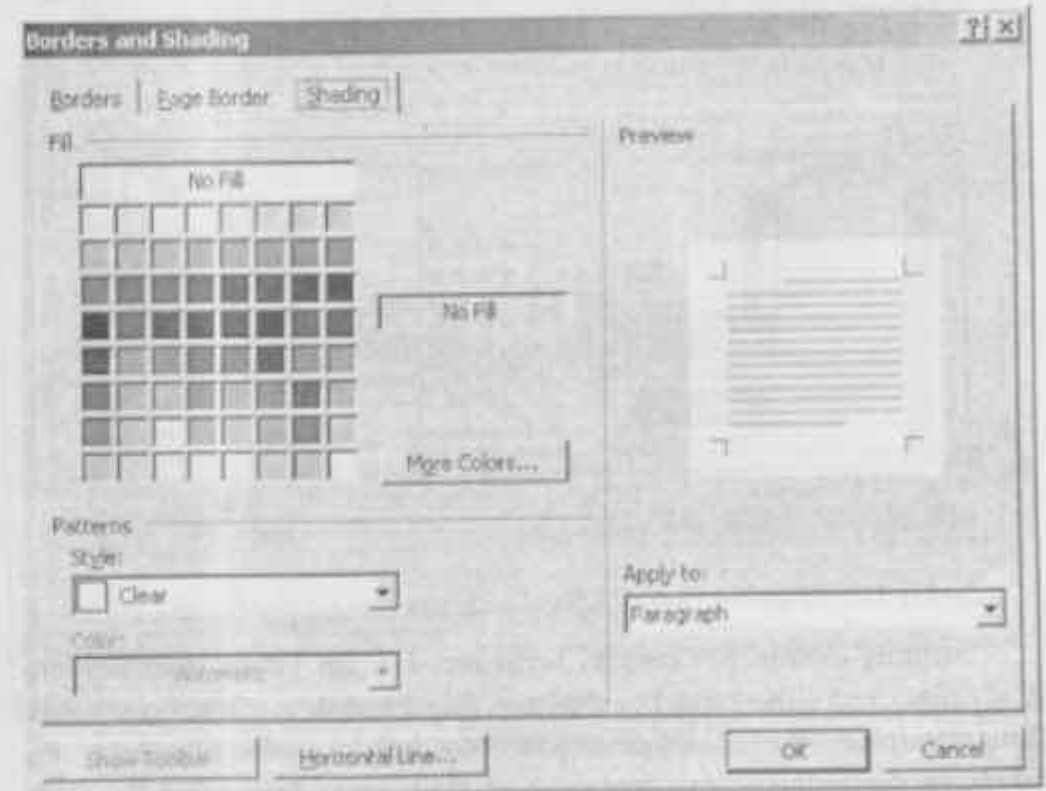 Borders and Shading
Borders Page Border Shading
Fill
No Fill
No Fill
More Colors...
Preview
Patterns
Style:
Clear
Color:
Automatic
Apply to:
Paragraph
Show Toolbar Horizontal Line... OK Cancel